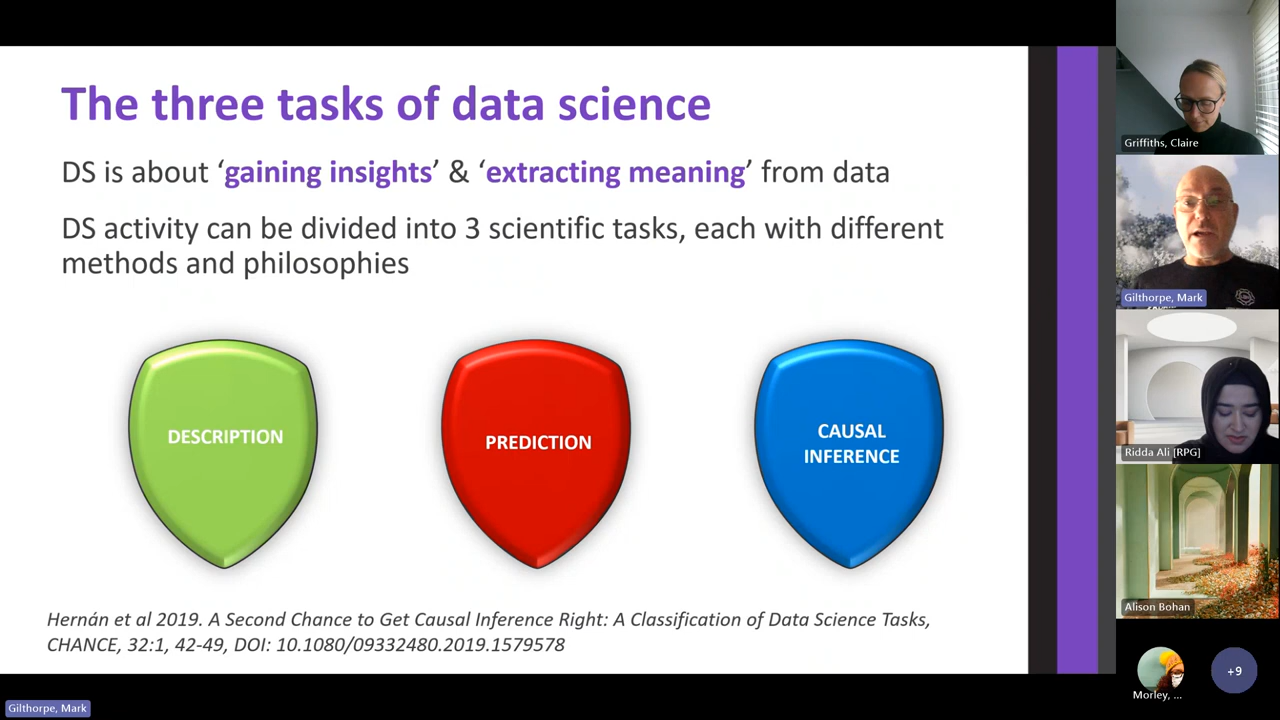 The three tasks of data science
DS is about ‘gaining insights’ & ‘extracting meaning’ from data
DS activity can be divided into 3 scientific tasks, each with different
methods and philosophies
DESCRIPTION
PREDICTION
CAUSAL
INFERENCE
Hernán et al 2019. A Second Chance to Get Causal Inference Right: A Classification of Data Science Tasks,
CHANCE, 32:1, 42-49, DOI: 10.1080/09332480.2019.1579578
Griffiths, Claire
Gilthorpe, Mark
Ridda Ali [RPG]
Alison Bohan
Morley, ...
+9
Gilthorpe, Mark